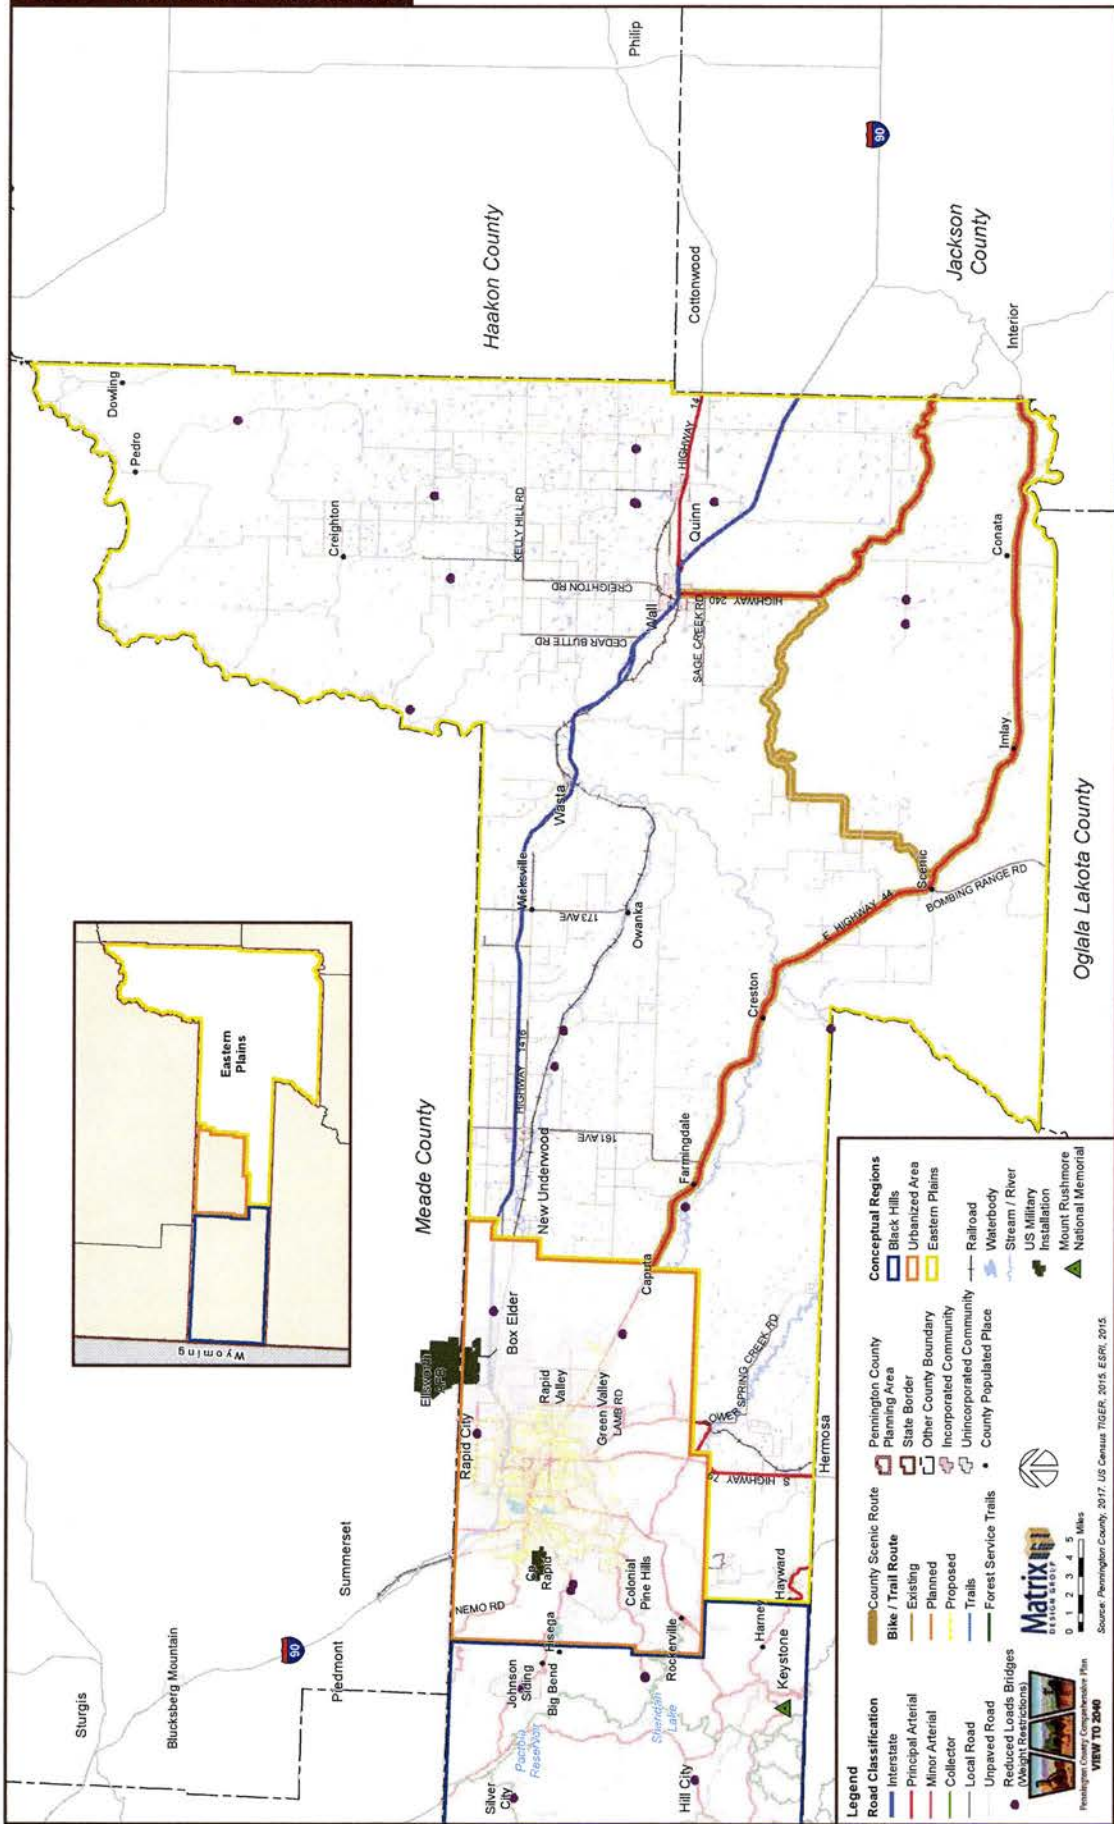 Philip
90
Haakon County
Jackson
County
Cottonwood
Interior
Dowling
Pedro
Creighton
KELLY HILL RD
CREIGHTON RD
CEDAR BUTTE RD
HIGHWAY 14
Quinn
Wall
SAGE CREEK RD
HIGHWAY 240
Conata
Imlay
Wasta
Wicksville
173 AVE
Owanka
Scenic
BOMBING RANGE RD
E HIGHWAY 44
Oglala Lakota County
Creston
HIGHWAY 1416
161 AVE
Farmingdale
New Underwood
Meade County
Eastern
Plains
Wyoming
Caputa
Box Elder
Ellsworth
AFB
Rapid City
Rapid
Valley
Green Valley
LAMB RD
OWER SPRING CREEK RD
S HIGHWAY 79
Hermosa
Rapid
Colonial
Pine Hills
NEMO RD
Hayward
Summerset
90
Piedmont
Blucksberg Mountain
Sturgis
Johnson
Siding
Hisega
Big Bend
Rockerville
Harney
Keystone
Pactola
Reservoir
Sheridan
Lake
Silver
City
Hill City
Legend
Road Classification
Interstate
Principal Arterial
Minor Arterial
Collector
Local Road
Unpaved Road
Reduced Loads Bridges
(Weight Restrictions)
County Scenic Route
Bike / Trail Route
Existing
Planned
Proposed
Trails
Forest Service Trails
Pennington County
Planning Area
State Border
Other County Boundary
Incorporated Community
Unincorporated Community
County Populated Place
Conceptual Regions
Black Hills
Urbanized Area
Eastern Plains
Railroad
Waterbody
Stream / River
US Military
Installation
Mount Rushmore
National Memorial
Pennington County Comprehensive Plan
VIEW TO 2040
Matrix
DESIGN GROUP
0 1 2 3 4 5
Miles
Source: Pennington County, 2017. US Census TIGER, 2015. ESRI, 2015.